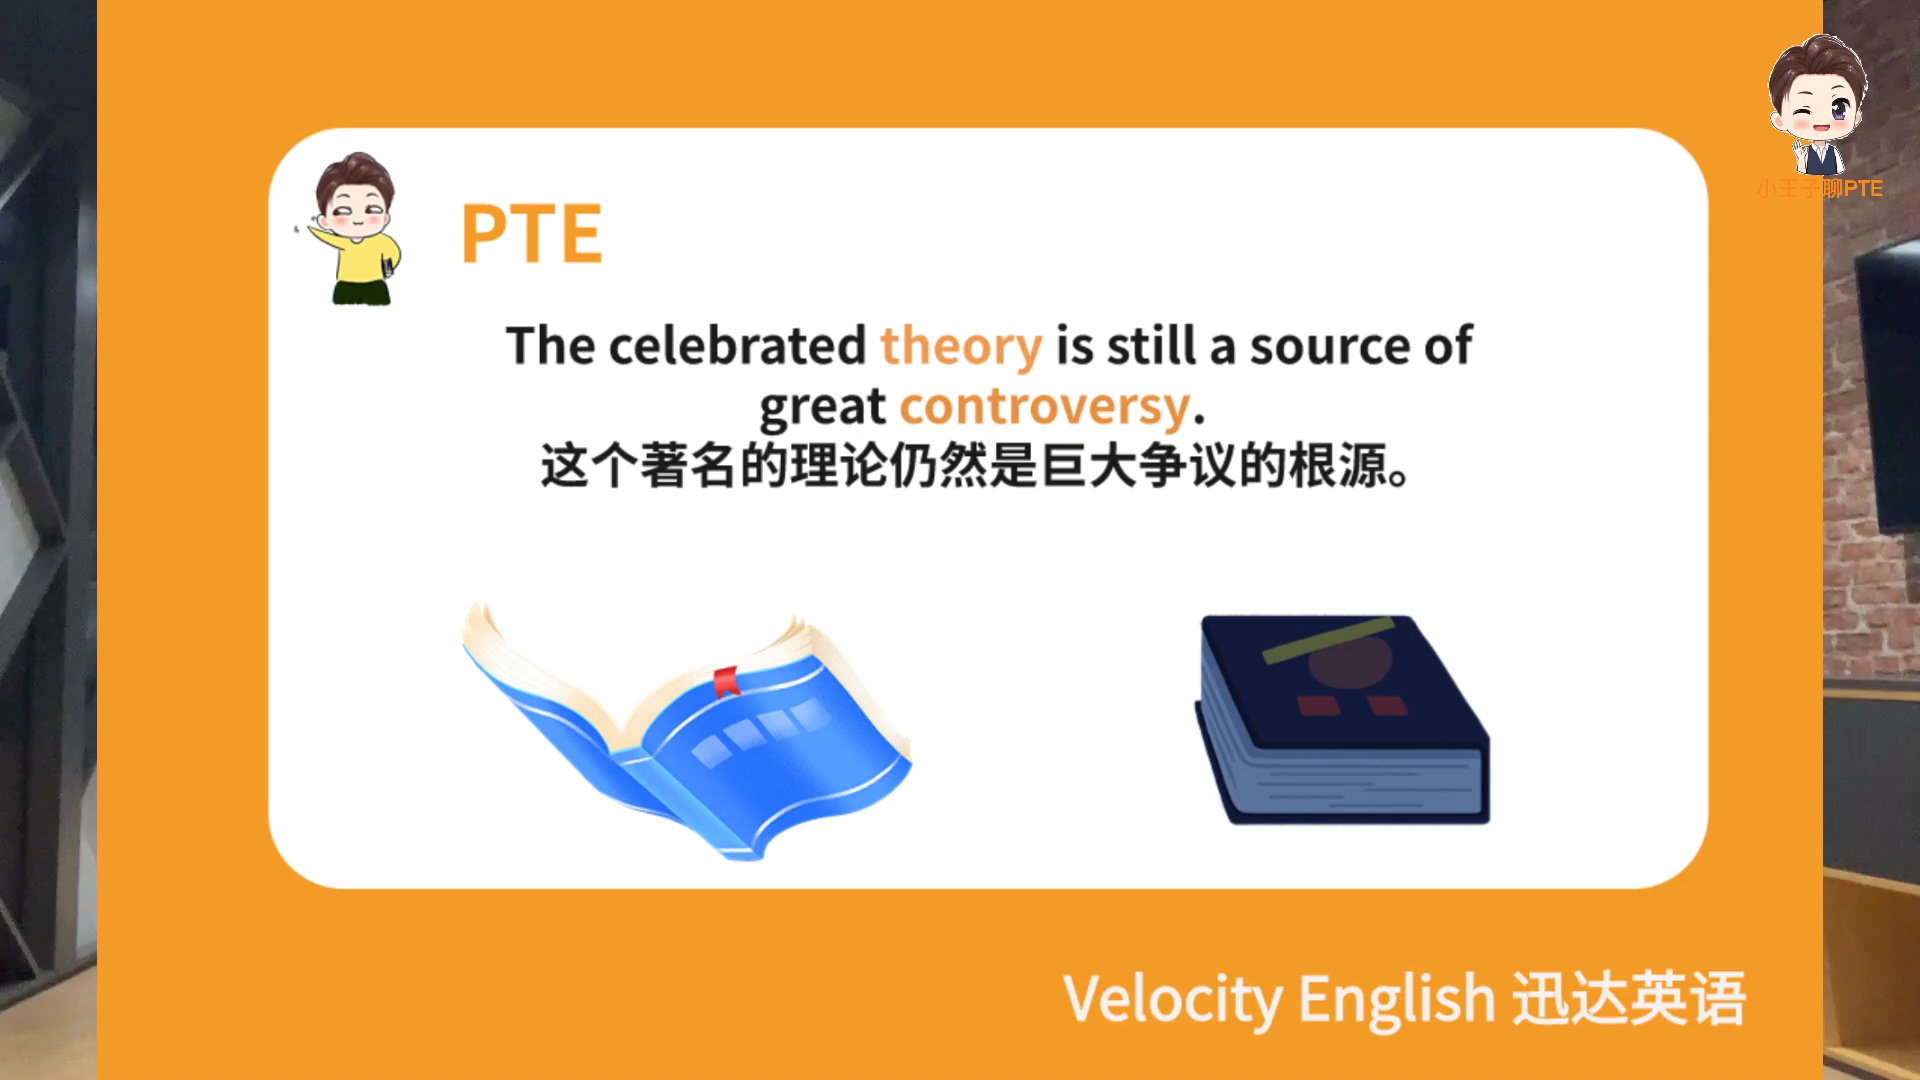 小王子聊PTE
PTE
The celebrated theory is still a source of
great controversy.
这个著名的理论仍然是巨大争议的根源。
Velocity English 迅达英语